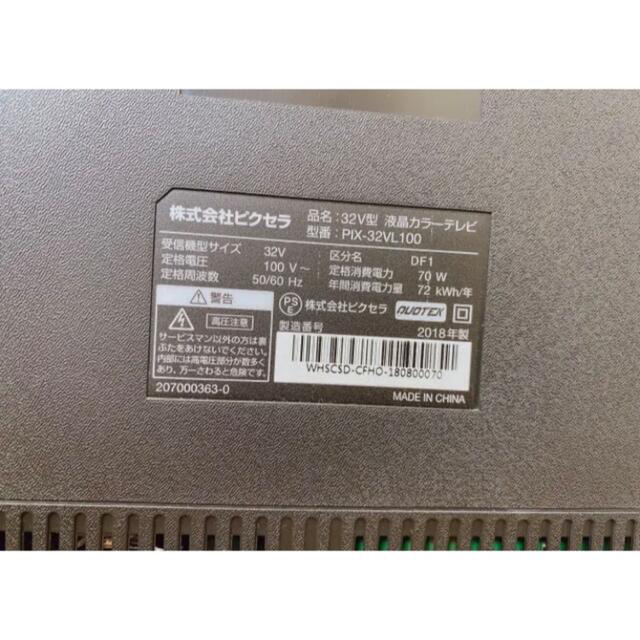 株式会社ピクセラ
品名:32V型 液晶カラーテレビ
型番:PIX-32VL100
受信機型サイズ 32V
定格電圧 100 V～
定格周波数 50/60 Hz
区分名 DF1
定格消費電力 70 W
年間消費電力量 72 kWh/年
警告
高圧注意
サービスマン以外の方は裏
ぶたをあけないでください。
内部には高電圧部分が数多く
あり、万一さわると危険です。
207000363-0
PS
E
株式会社ピクセラ
DUOTEK
製造番号
2018年製
WHSCSD-CFHO-180800070
MADE IN CHINA